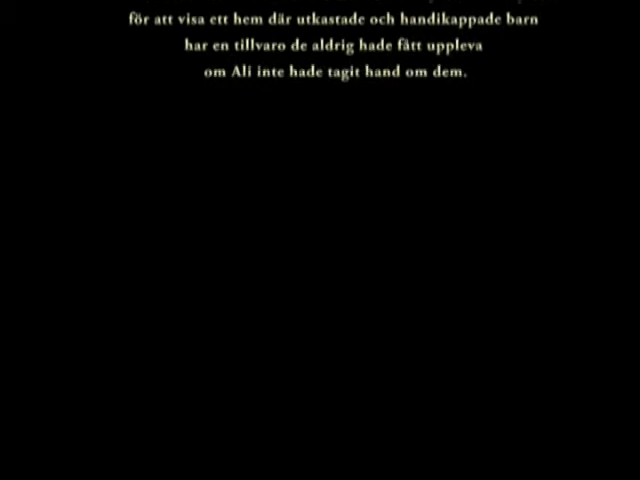 för att visa ett hem där utkastade och handikappade barn
har en tillvaro de aldrig hade fått uppleva
om Ali inte hade tagit hand om dem.